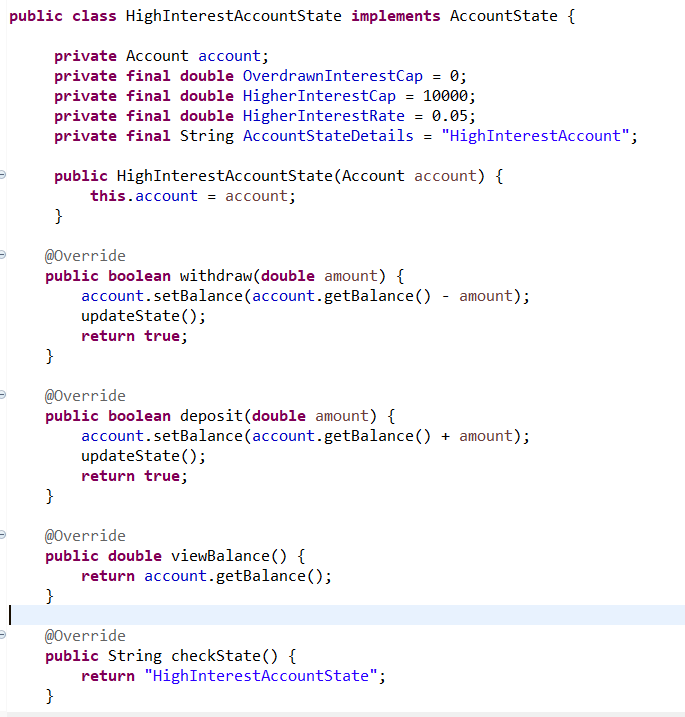 public class HighInterestAccountState implements AccountState {
private Account account;
private final double OverdrawnInterestCap = 0;
private final double HigherInterestCap = 10000;
private final double HigherInterestRate = 0.05;
private final String AccountStateDetails = "HighInterestAccount";
public HighInterestAccountState(Account account) {
this.account = account;
}
@Override
public boolean withdraw(double amount) {
account.setBalance(account.getBalance() - amount);
updateState();
return true;
}
@Override
public boolean deposit(double amount) {
account.setBalance(account.getBalance() + amount);
updateState();
return true;
}
@Override
public double viewBalance() {
return account.getBalance();
}
@Override
public String checkState() {
return "HighInterestAccountState";
}